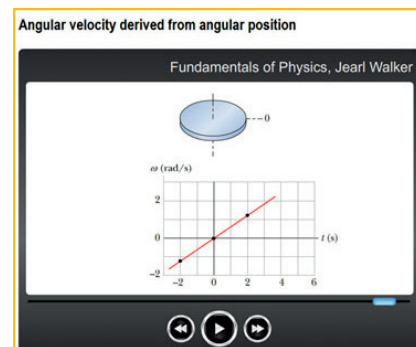 Angular velocity derived from angular position
Fundamentals of Physics, Jearl Walker
0
ω (rad/s)
2
0
t (s)
−2
−2 0 2 4 6